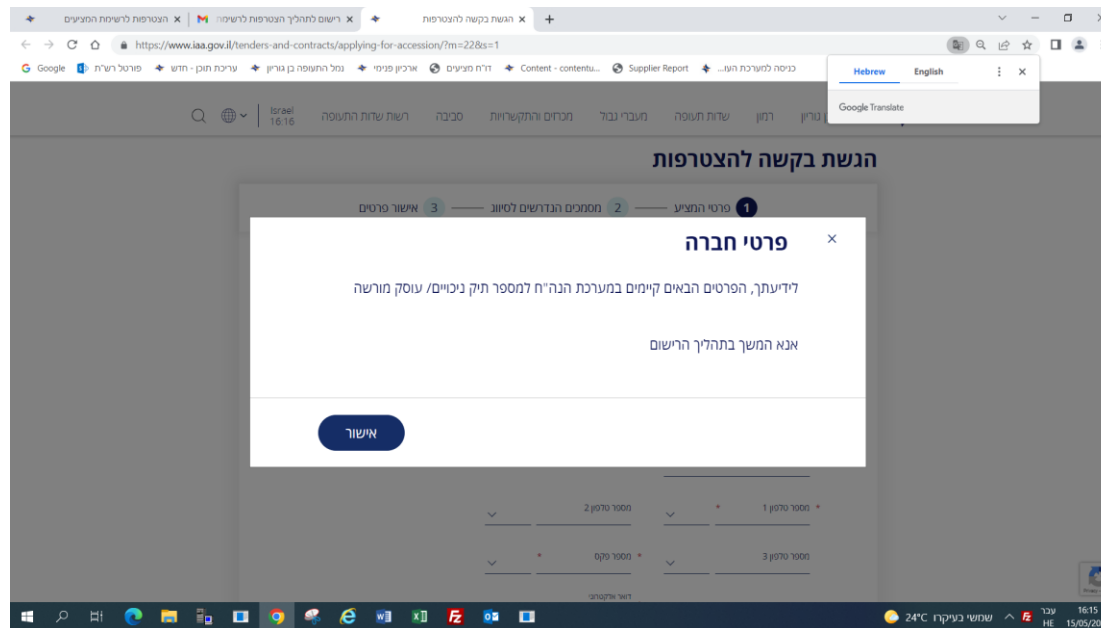 הצטרפות לרשימת המציעים
רישום לתהליך הצטרפות לרשימה
הגשת בקשה להצטרפות
https://www.iaa.gov.il/tenders-and-contracts/applying-for-accession/?m=22&s=1
Google
פורטל רש"ת
עריכת תוכן - חדש
נמל התעופה בן גוריון
ארכיון פנימי
דו"ח מציעים
Content - contentu...
Supplier Report
כניסה למערכת העו...
Hebrew English
Google Translate
בן גוריון רמון שדות תעופה מעברי גבול מכרזים והתקשרויות סביבה רשות שדות התעופה
Israel
16:16
הגשת בקשה להצטרפות
1 פרטי המציע 2 מסמכים הנדרשים לסיווג 3 אישור פרטים
פרטי חברה ×
לידיעתך, הפרטים הבאים קיימים במערכת הנה"ח למספר תיק ניכויים/ עוסק מורשה
אנא המשך בתהליך הרישום
אישור
* מספר טלפון 1 *
מספר טלפון 2
מספר טלפון 3
* מספר פקס *
דואר אלקטרוני
24°C שמשי בעיקרו
עבר
HE
16:15